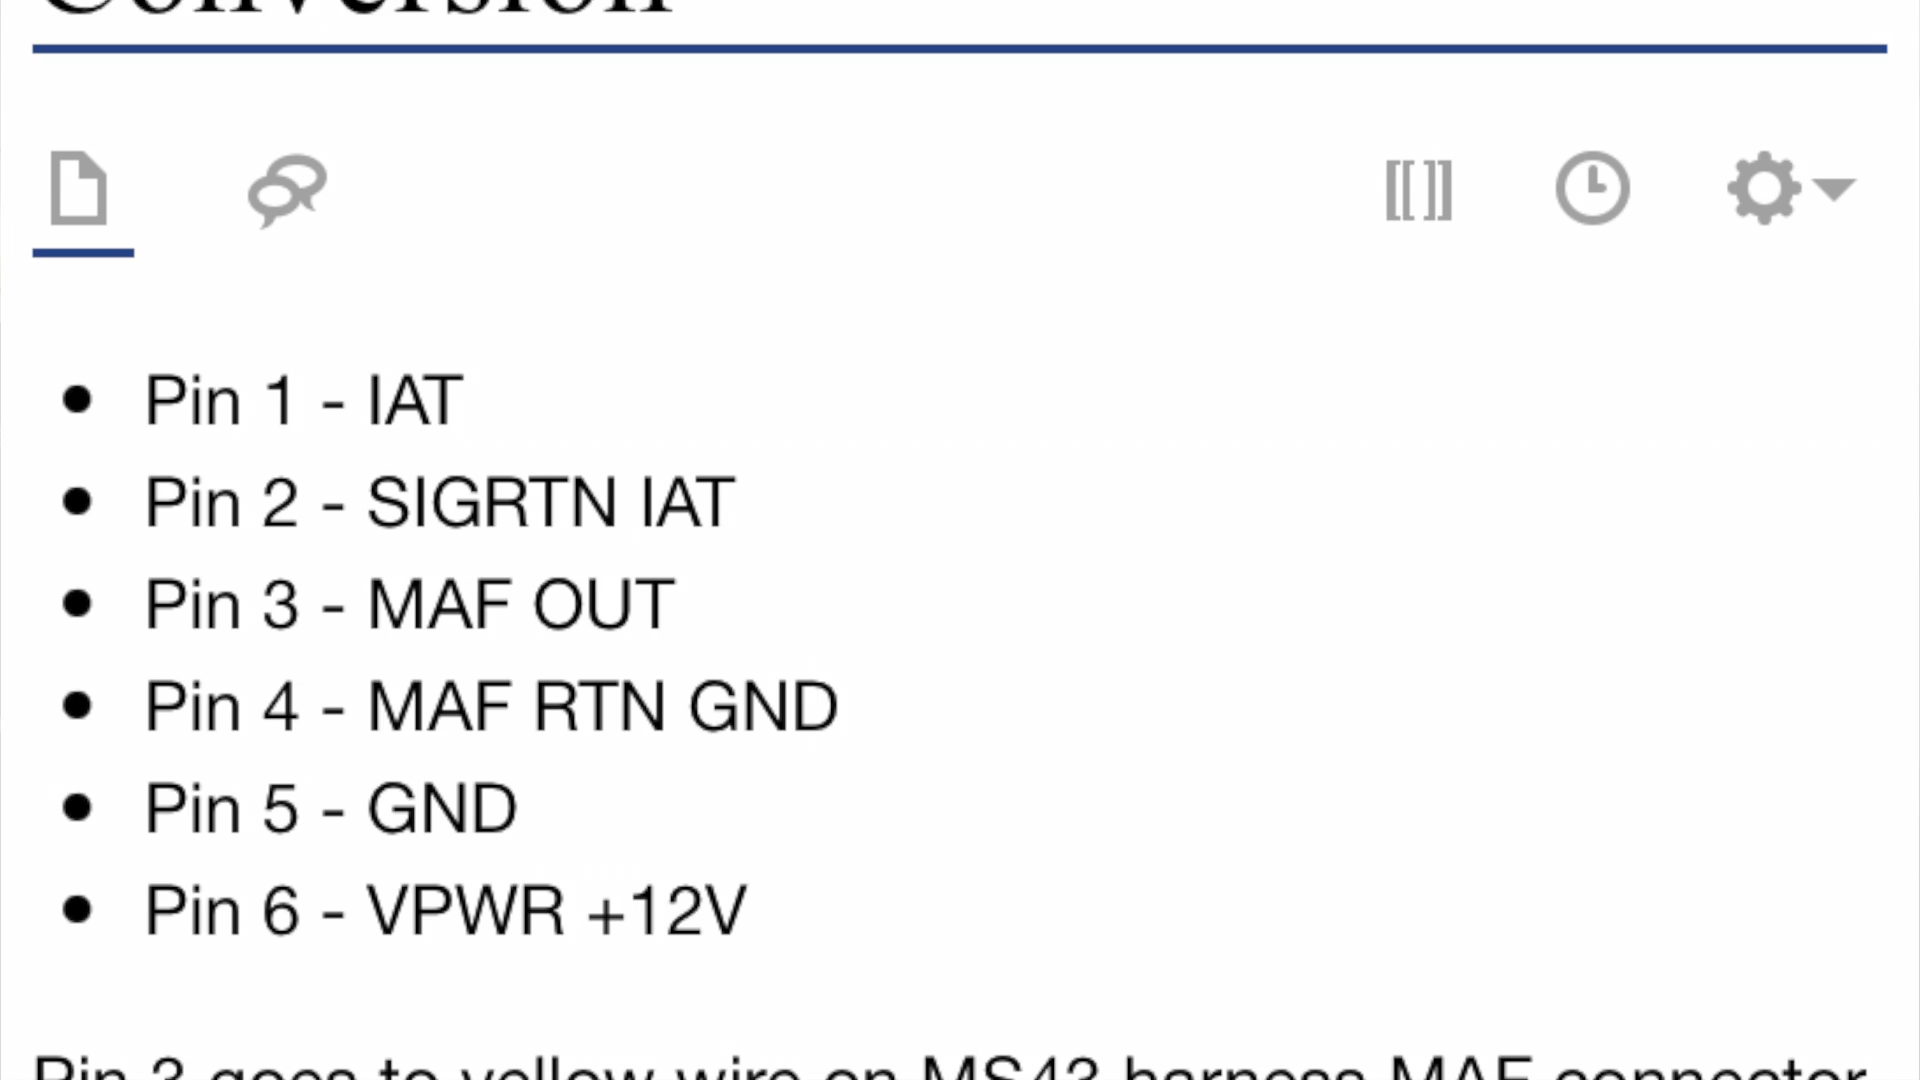 Conversion
[[ ]]
Pin 1 - IAT
Pin 2 - SIGRTN IAT
Pin 3 - MAF OUT
Pin 4 - MAF RTN GND
Pin 5 - GND
Pin 6 - VPWR +12V
Pin 3 goes to yellow wire on MS43 harness MAF connector